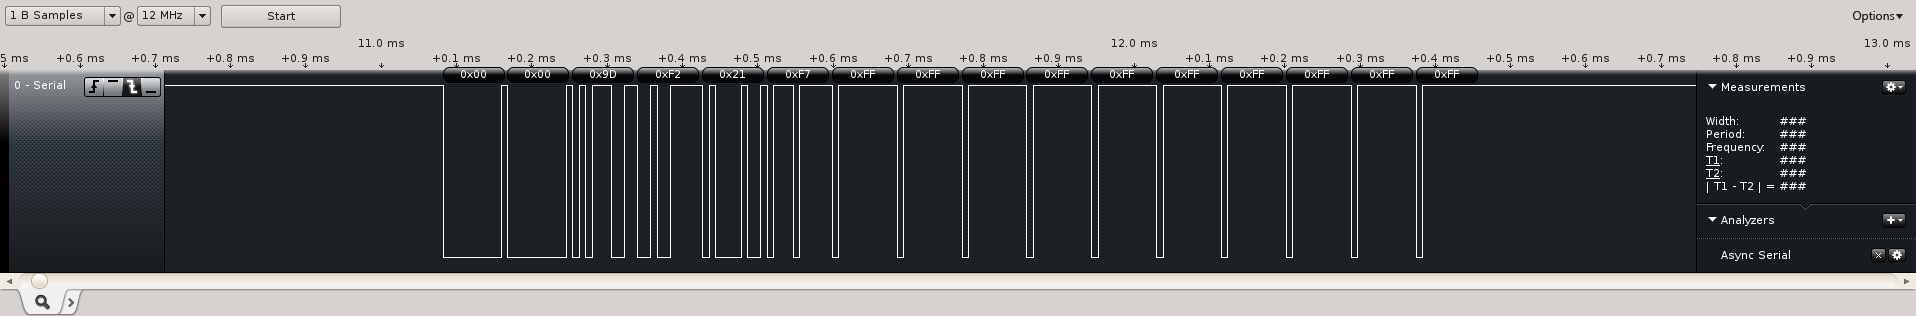 1 B Samples @ 12 MHz Start Options
11.0 ms 12.0 ms 13.0 ms
5 ms +0.6 ms +0.7 ms +0.8 ms +0.9 ms +0.1 ms +0.2 ms +0.3 ms +0.4 ms +0.5 ms +0.6 ms +0.7 ms +0.8 ms +0.9 ms +0.1 ms +0.2 ms +0.3 ms +0.4 ms +0.5 ms +0.6 ms +0.7 ms +0.8 ms +0.9 ms
0x00 0x00 0x9D 0xF2 0x21 0xF7 0xFF 0xFF 0xFF 0xFF 0xFF 0xFF 0xFF 0xFF 0xFF 0xFF
0 - Serial
Measurements
Width: ###
Period: ###
Frequency: ###
T1: ###
T2: ###
| T1 - T2 | = ###
Analyzers
Async Serial